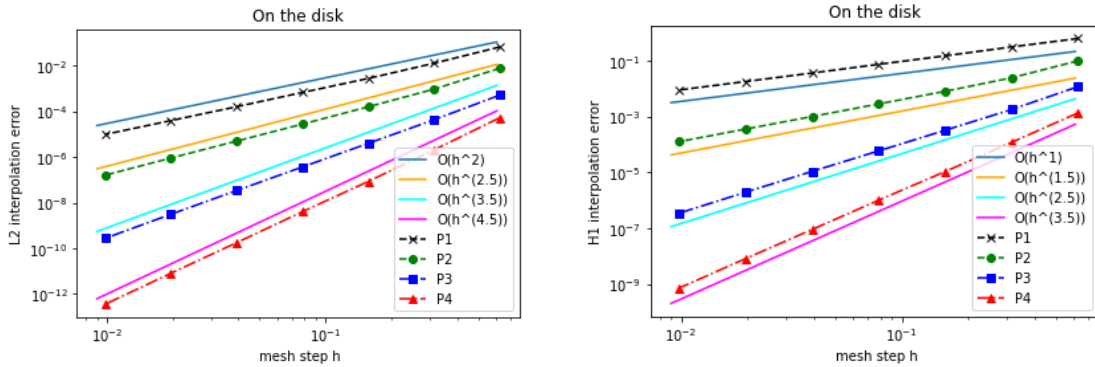 On the disk
L2 interpolation error
10^-2
10^-4
10^-6
10^-8
10^-10
10^-12
O(h^2)
O(h^(2.5))
O(h^(3.5))
O(h^(4.5))
P1
P2
P3
P4
10^-2
10^-1
mesh step h
On the disk
H1 interpolation error
10^-1
10^-3
10^-5
10^-7
10^-9
O(h^1)
O(h^(1.5))
O(h^(2.5))
O(h^(3.5))
P1
P2
P3
P4
10^-2
10^-1
mesh step h